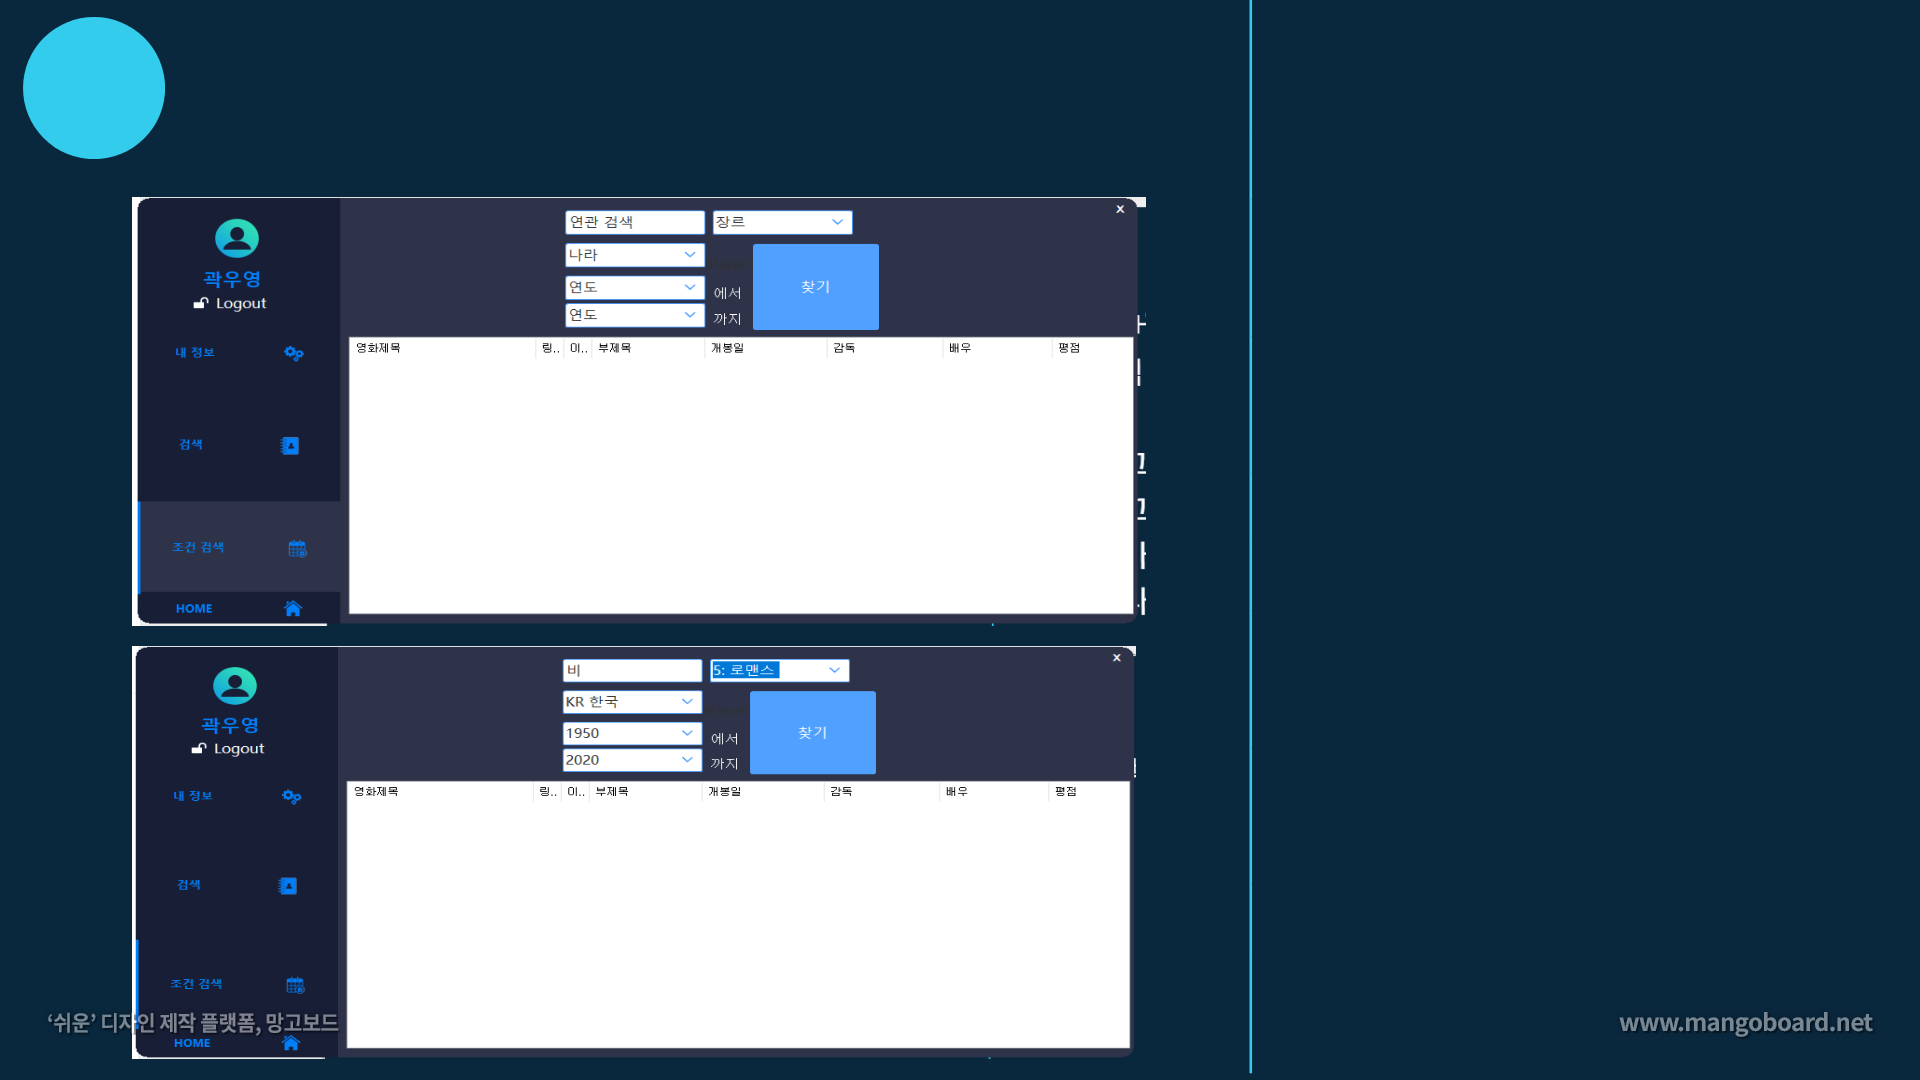 x
연관 검색 장르
나라
연도 에서
연도 까지
찾기
곽우영
Logout
내 정보
검색
조건 검색
HOME
영화제목 링.. 이.. 부제목 개봉일 감독 배우 평점
x
비 5: 로맨스
KR 한국
1950 에서
2020 까지
찾기
곽우영
Logout
내 정보
검색
조건 검색
HOME
영화제목 링.. 이.. 부제목 개봉일 감독 배우 평점
‘쉬운’ 디자인 제작 플랫폼, 망고보드
www.mangoboard.net